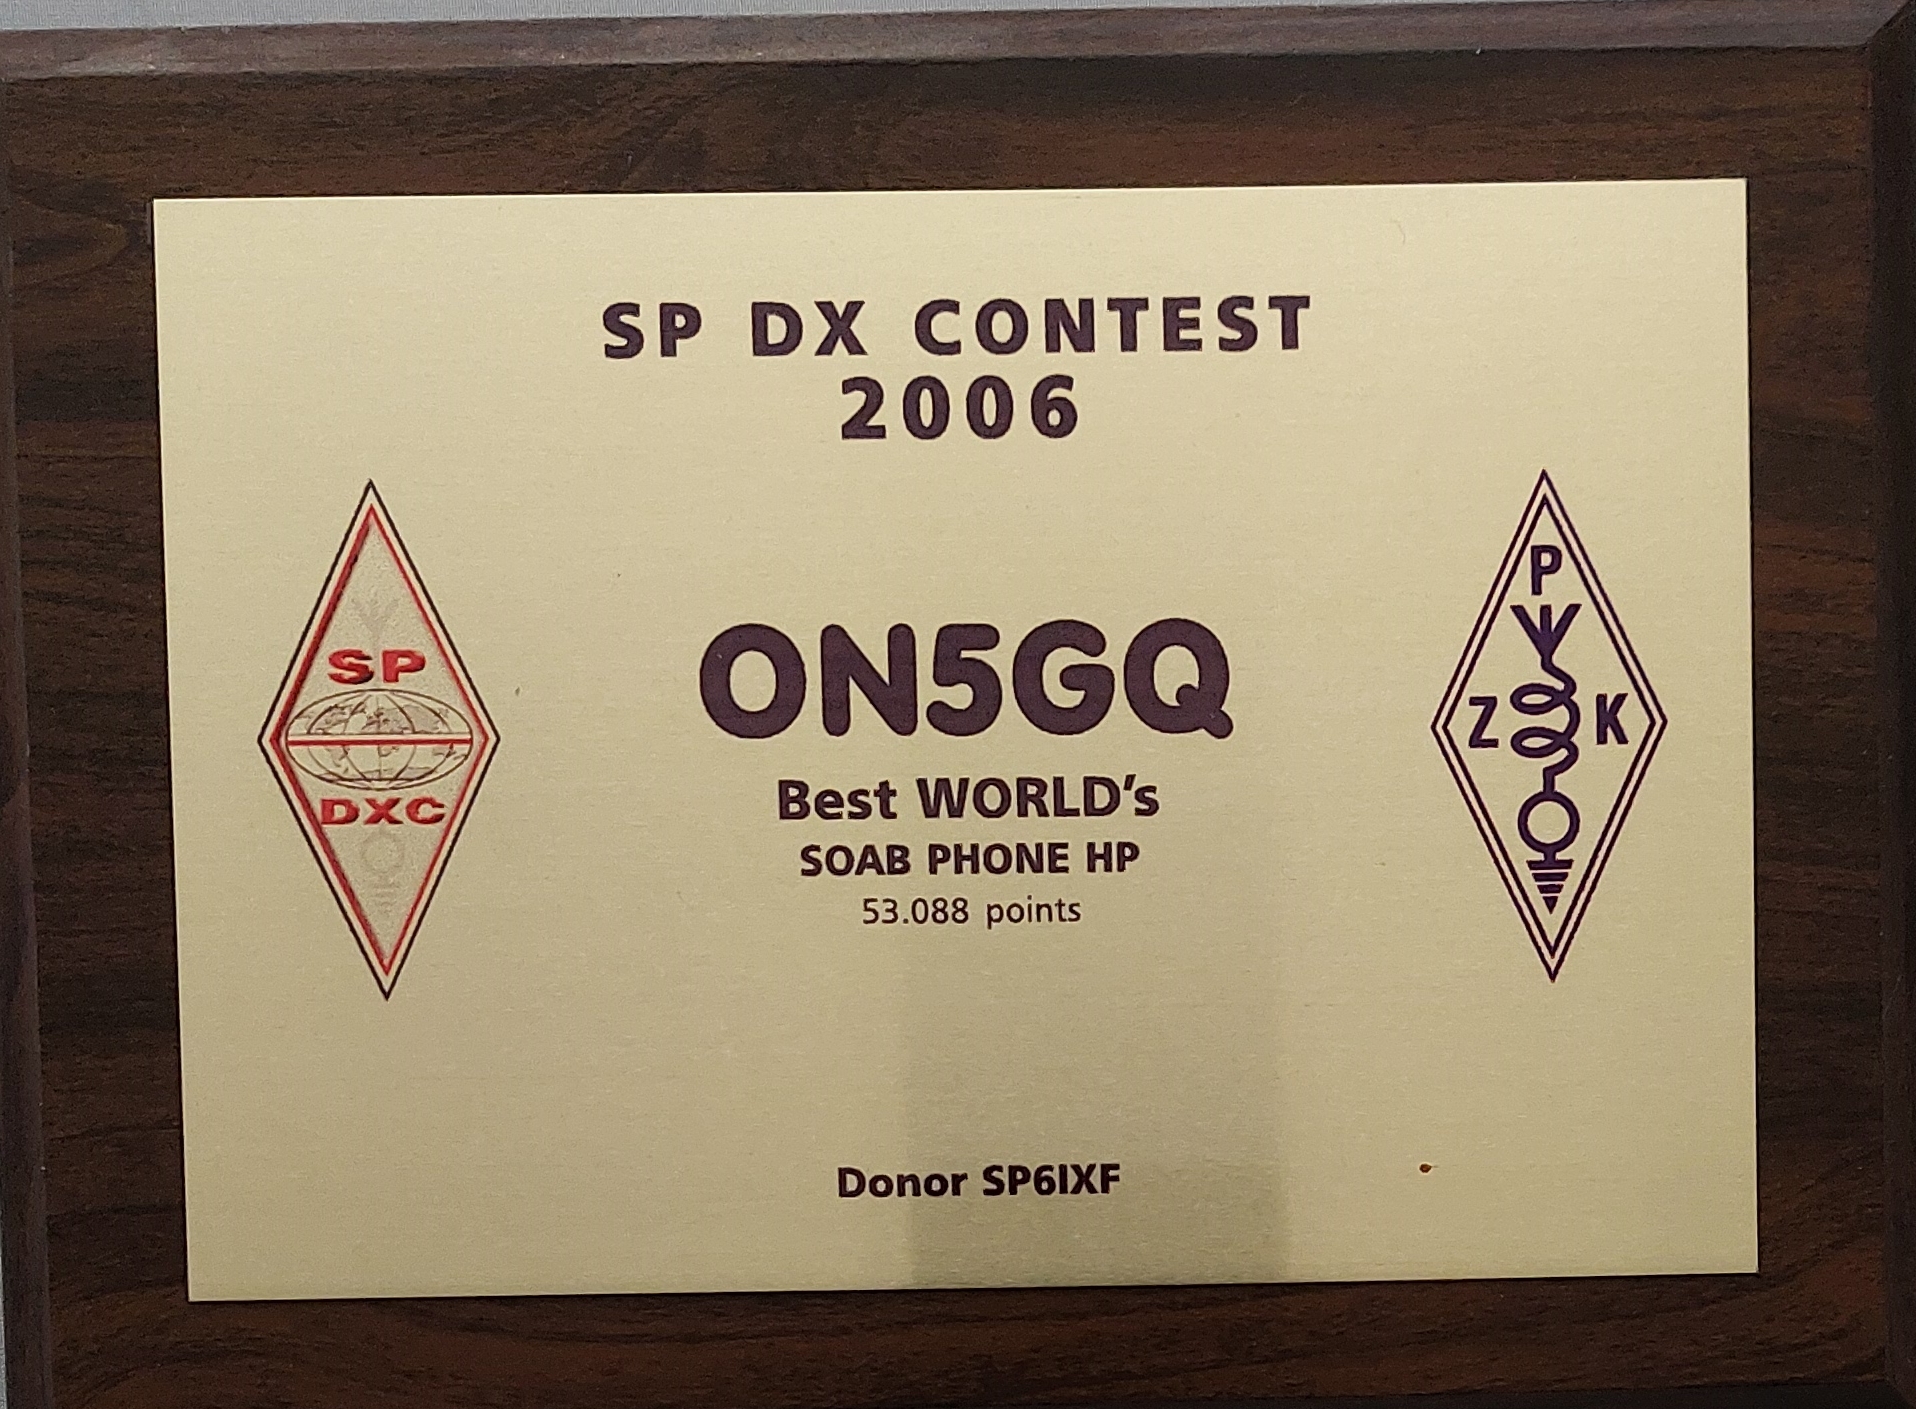 SP DX CONTEST
2006
SP
DXC
ON5GQ
Best WORLD's
SOAB PHONE HP
53.088 points
P
Z K
Donor SP6IXF